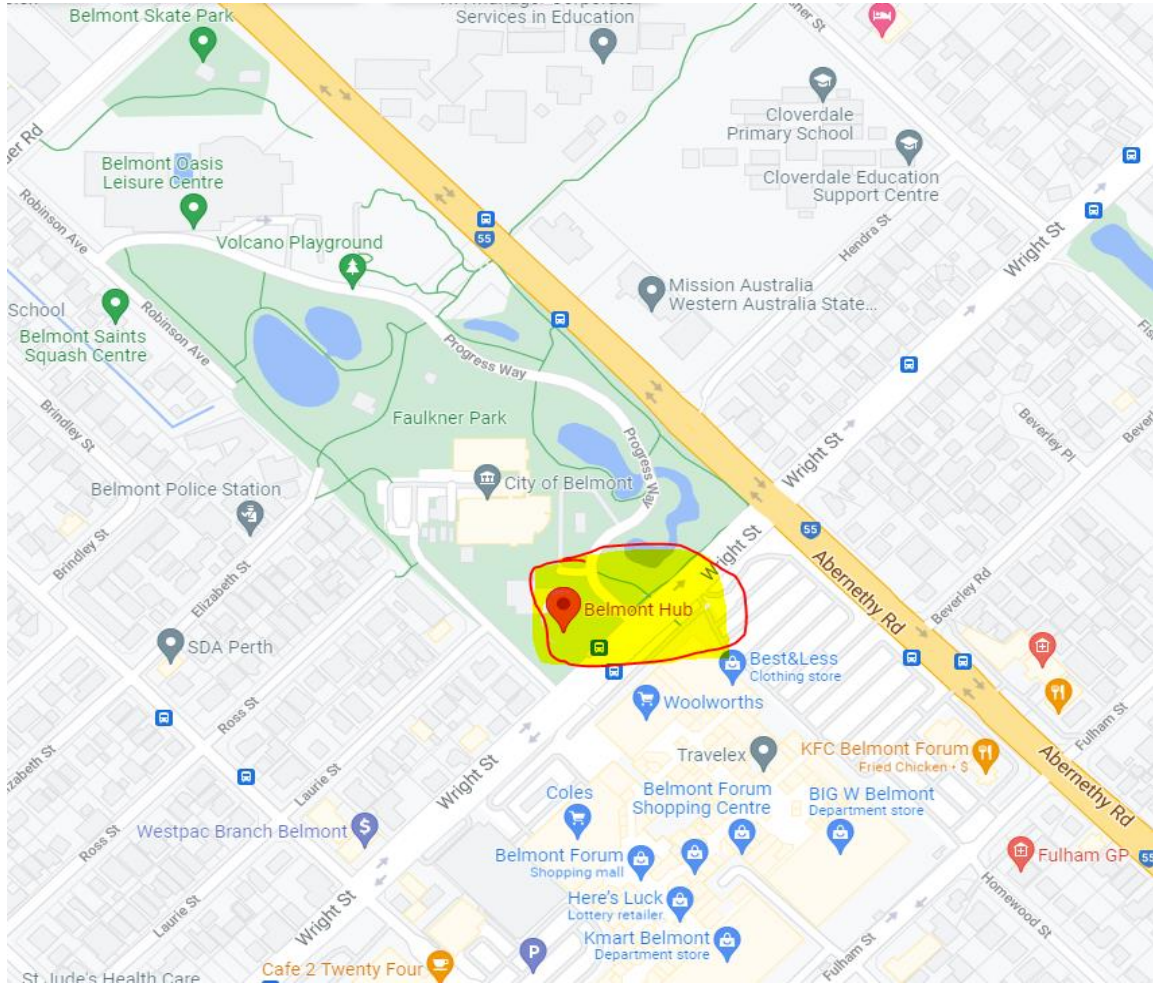 Belmont Skate Park
Services in Education
Cloverdale
Primary School
Cloverdale Education
Support Centre
Belmont Oasis
Leisure Centre
Robinson Ave
Volcano Playground
55
Hendra St
Wright St
Mission Australia
Western Australia State...
School
Belmont Saints
Squash Centre
Robinson Ave
Progress Way
Brindley St
Faulkner Park
Progress Way
Wright St
Beverley Pl
Belmont Police Station
City of Belmont
55
Abernethy Rd
Brindley St
Elizabeth St
Wright St
Beverley Rd
Belmont Hub
SDA Perth
Best&Less
Clothing store
Woolworths
Ross St
Fulham St
Travelex
KFC Belmont Forum
Fried Chicken • $
Abernethy Rd
Laurie St
Wright St
Coles
Belmont Forum
Shopping Centre
BIG W Belmont
Department store
Ross St
Westpac Branch Belmont
Belmont Forum
Shopping mall
Fulham GP
55
Here's Luck
Lottery retailer
Homewood St
Laurie St
Wright St
Kmart Belmont
Department store
Fulham St
P
Cafe 2 Twenty Four
St Jude's Health Care